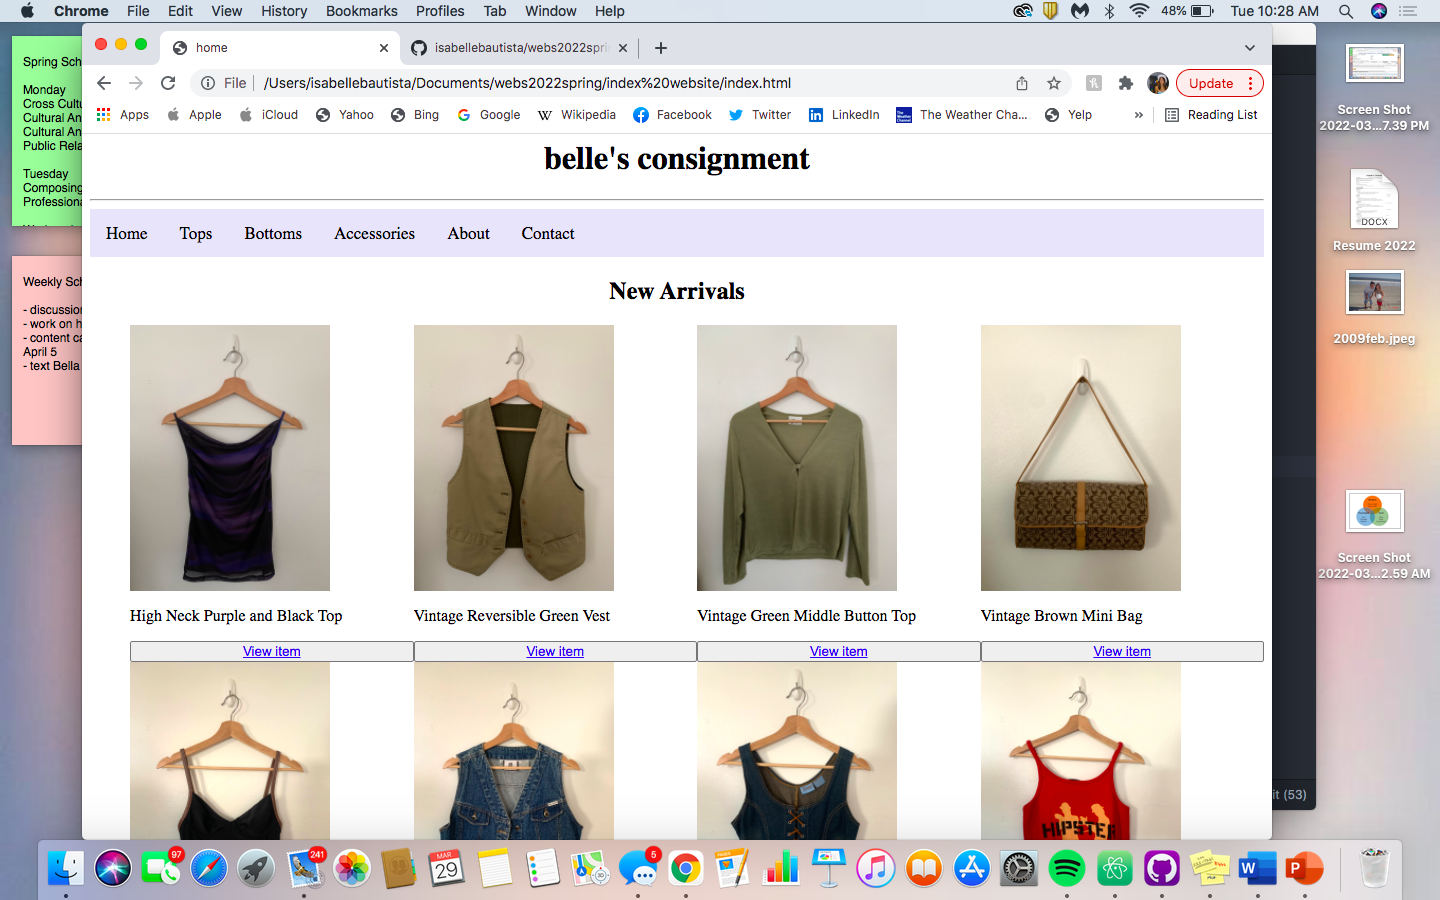 Chrome File Edit View History Bookmarks Profiles Tab Window Help 48% Tue 10:28 AM
home
isabellebautista/webs2022spri
File /Users/isabellebautista/Documents/webs2022spring/index%20website/index.html Update
Apps Apple iCloud Yahoo Bing Google Wikipedia Facebook Twitter LinkedIn The Weather Cha... Yelp » Reading List
belle's consignment
Home Tops Bottoms Accessories About Contact
New Arrivals
High Neck Purple and Black Top
Vintage Reversible Green Vest
Vintage Green Middle Button Top
Vintage Brown Mini Bag
View item View item View item View item
HIPSTER
Spring Sch
Monday
Cross Cultu
Cultural An
Cultural An
Public Rela
Tuesday
Composing
Professiona
Weekly Sch
- discussion
- work on h
- content ca
April 5
- text Bella
Screen Shot
2022-03...7.39 PM
DOCX
Resume 2022
2009feb.jpeg
Screen Shot
2022-03...2.59 AM
it (53)
97
241
MAR
29
5